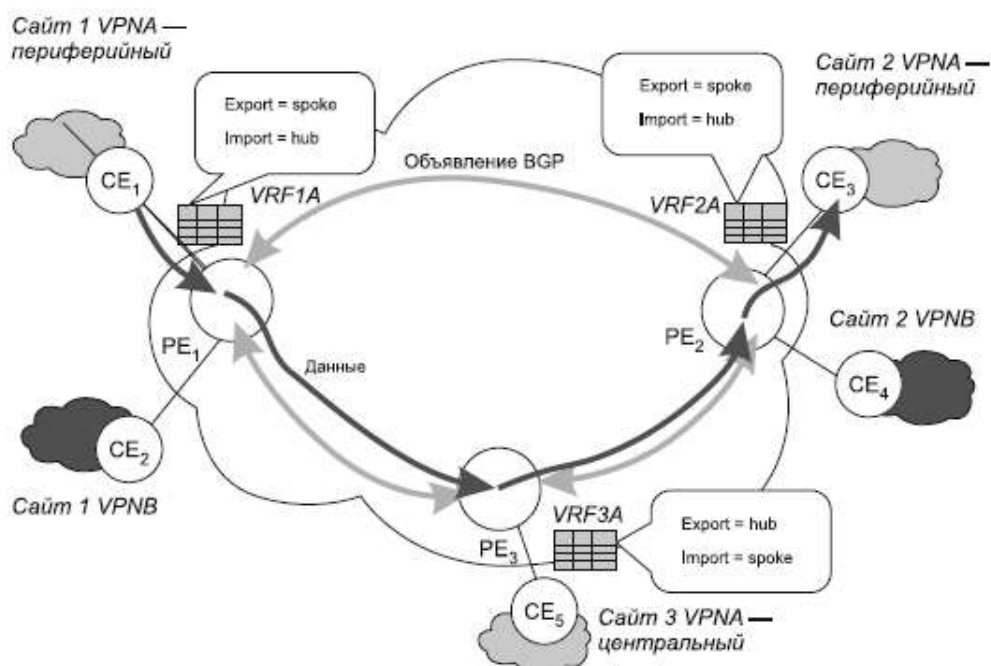 Сайт 1 VPNA —
периферийный
Export = spoke
Import = hub
Export = spoke
Import = hub
Сайт 2 VPNA —
периферийный
Объявление BGP
CE1
VRF1A
VRF2A
CE3
PE1
PE2
Сайт 2 VPNB
Данные
CE4
CE2
Сайт 1 VPNB
VRF3A
PE3
Export = hub
Import = spoke
CE5
Сайт 3 VPNA —
центральный